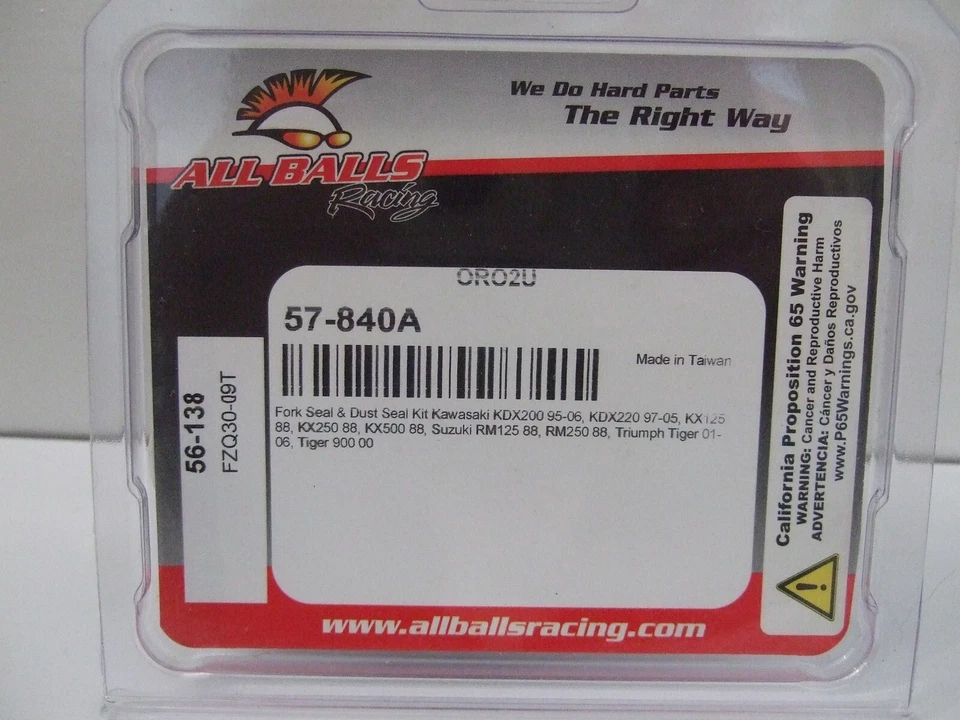 We Do Hard Parts
The Right Way
ALL BALLS
Racing
ORO2U
57-840A
Made in Taiwan
Fork Seal & Dust Seal Kit Kawasaki KDX200 95-06, KDX220 97-05, KX125
88, KX250 88, KX500 88, Suzuki RM125 88, RM250 88, Triumph Tiger 01-
06, Tiger 900 00
56-138
FZQ30-09T
California Proposition 65 Warning
WARNING: Cancer and Reproductive Harm
ADVERTENCIA: Cáncer y Daños Reproductivos
www.P65Warnings.ca.gov
www.allballsracing.com